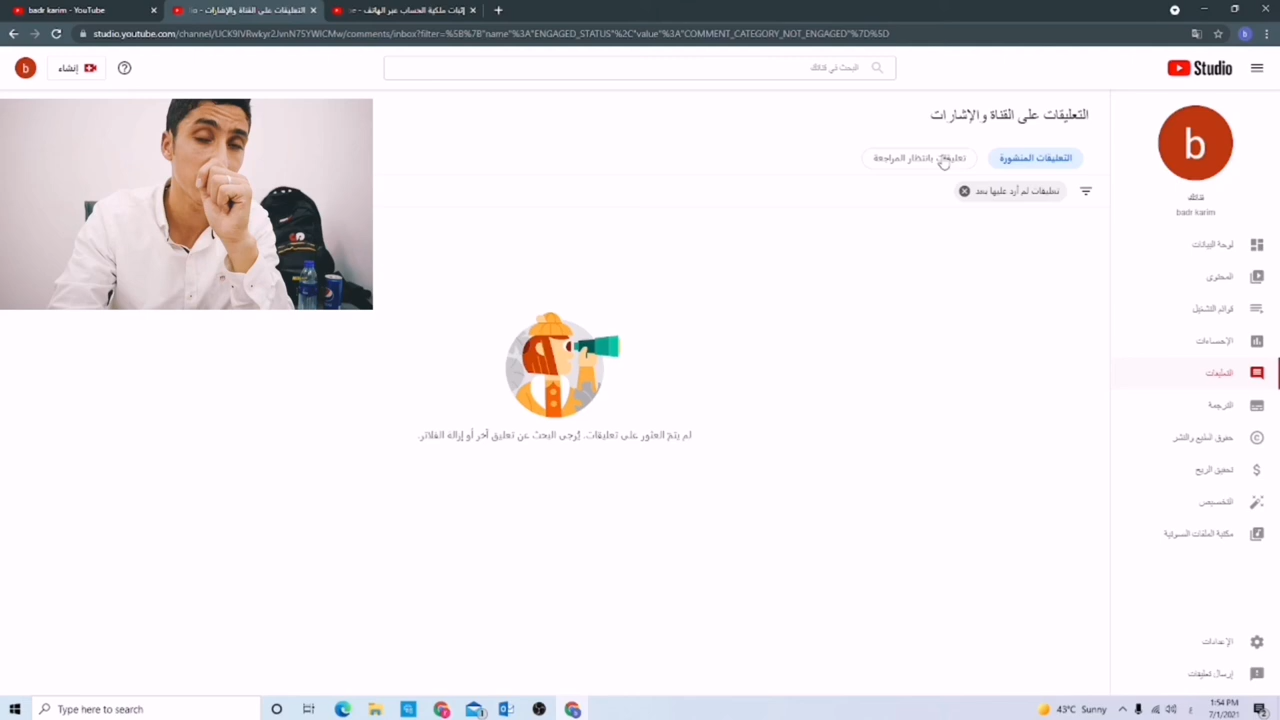 badr karim - YouTube
التعليقات على القناة والإشارات - o
إثبات ملكية الحساب عبر الهاتف
studio.youtube.com/channel/UCK9IVRwkyr2JvnN75YWICMw/comments/inbox?filter=%5B%7B"name"%3A"ENGAGED_STATUS"%2C"value"%3A"COMMENT_CATEGORY_NOT_ENGAGED"%7D%5D
b
Studio
البحث في قناتك
إنشاء
b
التعليقات على القناة والإشارات
التعليقات المنشورة
تعليقات بانتظار المراجعة
تعليقات لم أرد عليها بعد
لم يتم العثور على تعليقات. يُرجى البحث عن تعليق آخر أو إزالة الفلاتر.
b
قناتك
badr karim
لوحة البيانات
المحتوى
قوائم التشغيل
الإحصاءات
التعليقات
الترجمة
حقوق الطبع والنشر
تحقيق الربح
التخصيص
مكتبة الملفات الصوتية
الإعدادات
إرسال تعليقات
Type here to search
43°C Sunny
ع
1:54 PM
7/1/2021